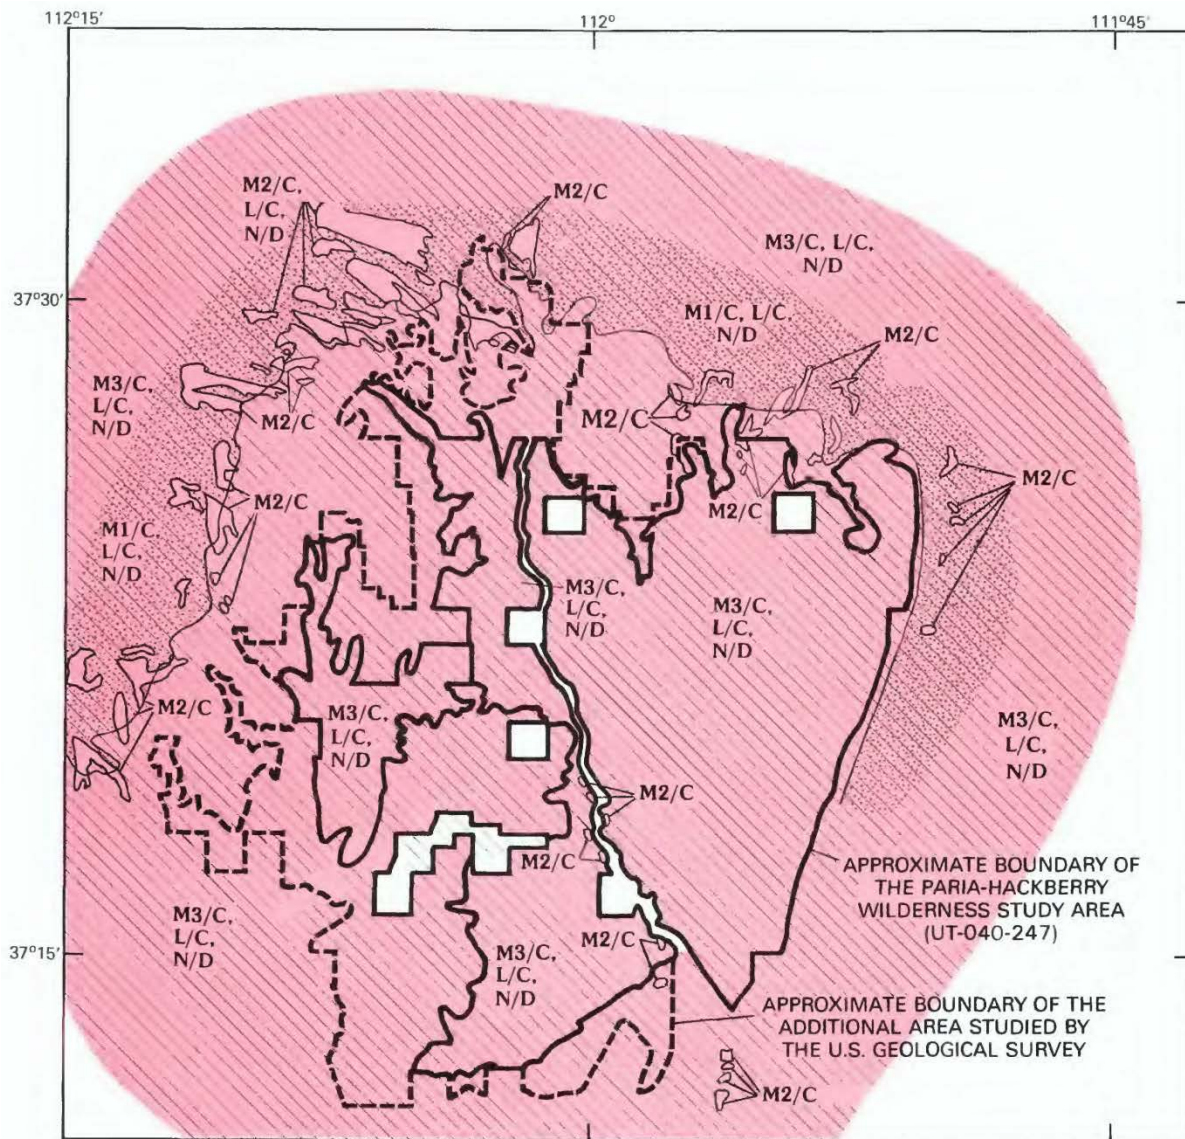 112°15'
112°
111°45'
M2/C,
L/C,
N/D
M2/C
M3/C, L/C,
N/D
37°30'
M1/C, L/C.
N/D
M2/C
M3/C,
L/C,
N/D
M2/C
M2/C
M2/C
M2/C
M2/C
M1/C,
L/C,
N/D
M3/C,
L/C,
N/D
M3/C,
L/C,
N/D
M2/C
M3/C,
L/C,
N/D
M3/C,
L/C,
N/D
M2/C
M2/C
APPROXIMATE BOUNDARY OF
THE PARIA-HACKBERRY
WILDERNESS STUDY AREA
(UT-040-247)
M3/C,
L/C,
N/D
37°15'
M2/C
M3/C,
L/C,
N/D
APPROXIMATE BOUNDARY OF THE
ADDITIONAL AREA STUDIED BY
THE U.S. GEOLOGICAL SURVEY
M2/C